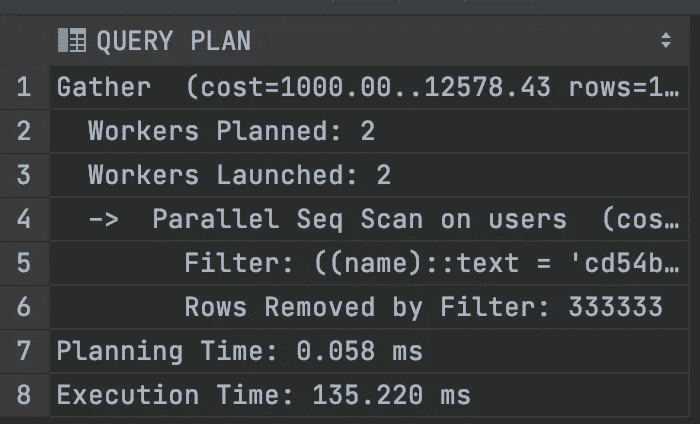 QUERY PLAN
1 Gather  (cost=1000.00..12578.43 rows=1…
2   Workers Planned: 2
3   Workers Launched: 2
4   ->  Parallel Seq Scan on users  (cos…
5         Filter: ((name)::text = 'cd54b…
6         Rows Removed by Filter: 333333
7 Planning Time: 0.058 ms
8 Execution Time: 135.220 ms